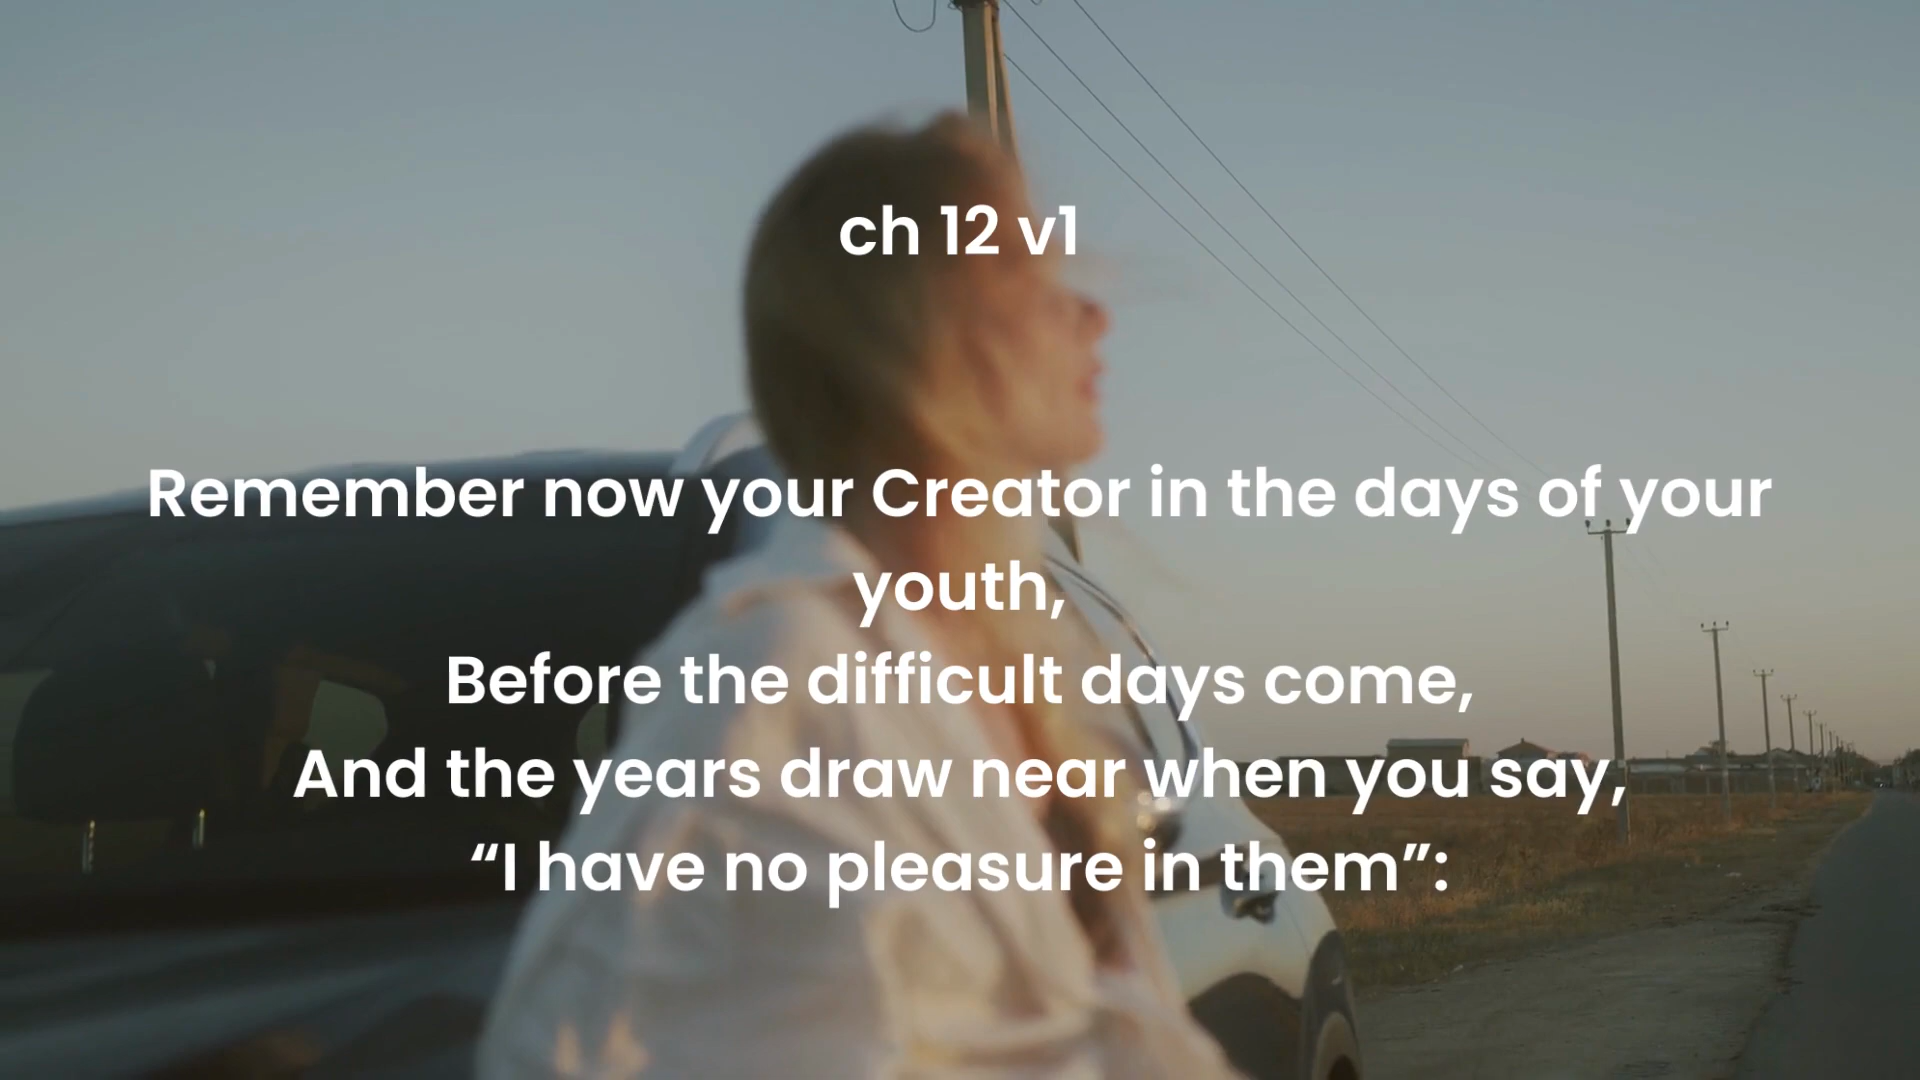 ch 12 v1
Remember now your Creator in the days of your
youth,
Before the difficult days come,
And the years draw near when you say,
“I have no pleasure in them”: